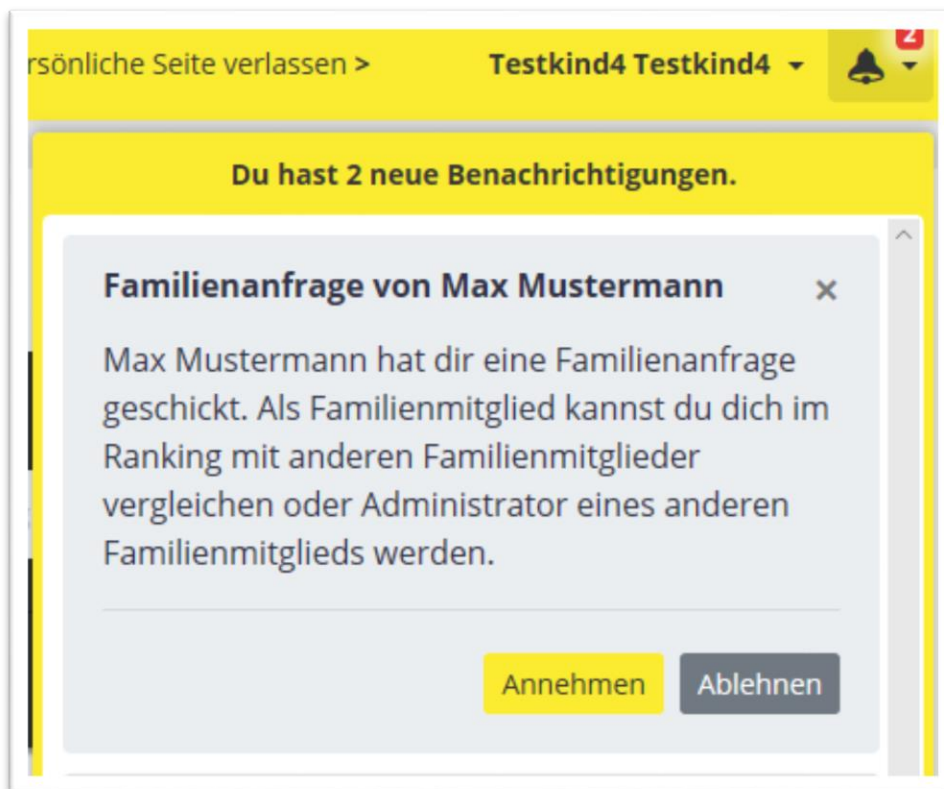 rsönliche Seite verlassen > Testkind4 Testkind4 2
Du hast 2 neue Benachrichtigungen.
Familienanfrage von Max Mustermann ×
Max Mustermann hat dir eine Familienanfrage
geschickt. Als Familienmitglied kannst du dich im
Ranking mit anderen Familienmitglieder
vergleichen oder Administrator eines anderen
Familienmitglieds werden.
Annehmen Ablehnen